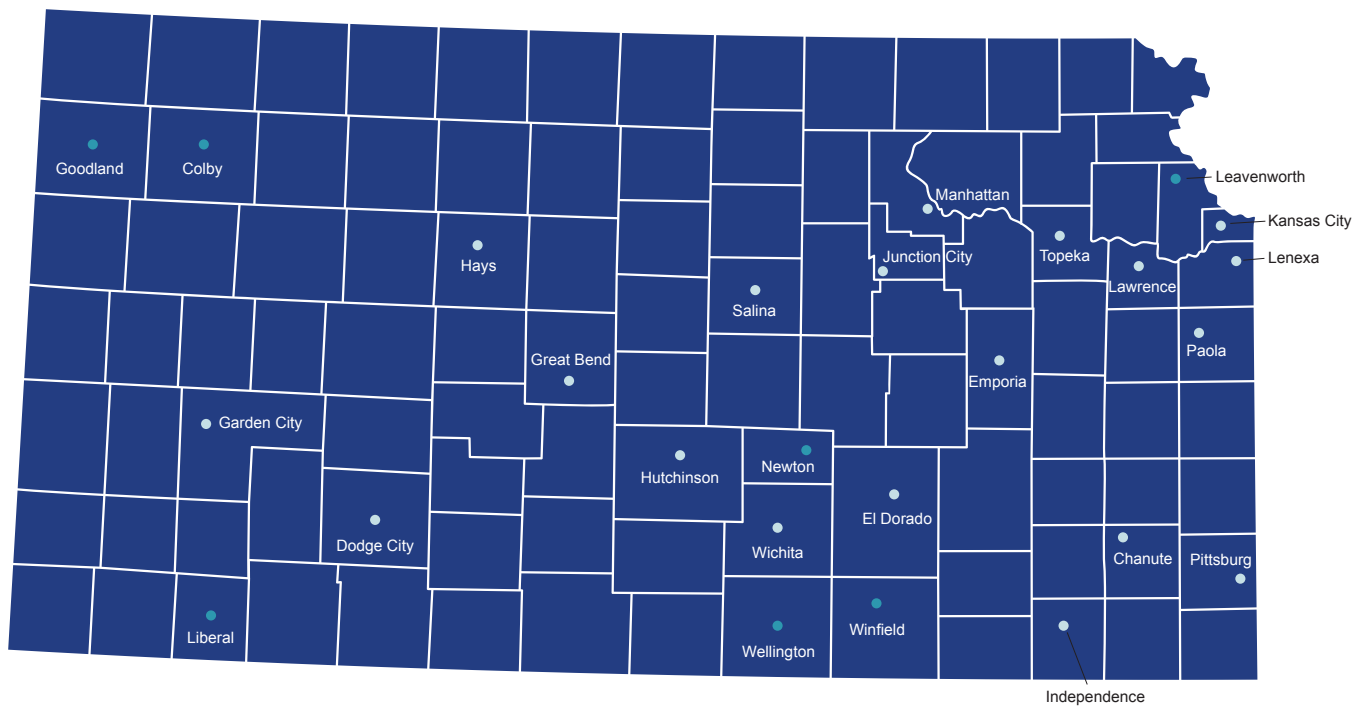 Goodland
Colby
Leavenworth
Manhattan
Kansas City
Hays
Junction City
Topeka
Lenexa
Lawrence
Salina
Great Bend
Paola
Emporia
Garden City
Newton
Hutchinson
El Dorado
Dodge City
Wichita
Chanute
Pittsburg
Liberal
Wellington
Winfield
Independence